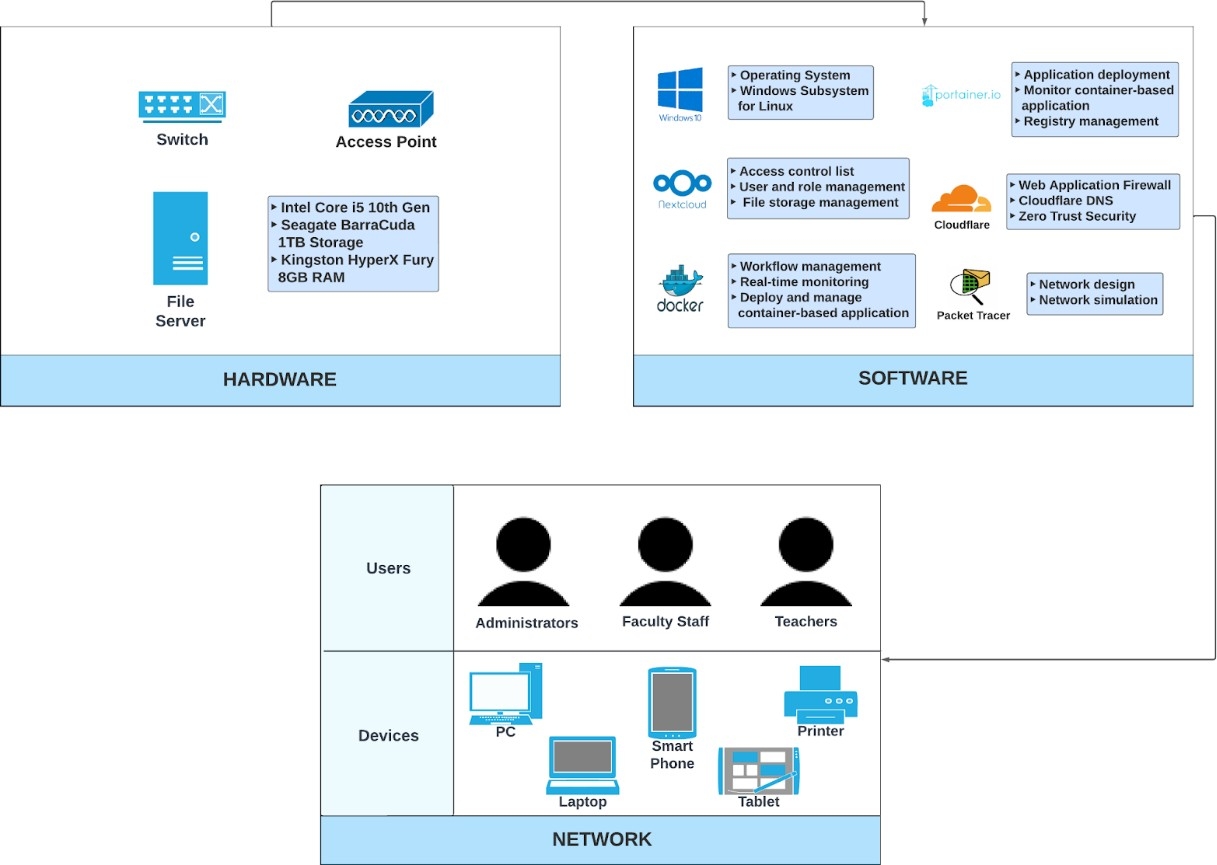 Switch
Access Point
File
Server
▸ Intel Core i5 10th Gen
▸ Seagate BarraCuda
1TB Storage
▸ Kingston HyperX Fury
8GB RAM
HARDWARE
Windows 10
▸ Operating System
▸ Windows Subsystem
for Linux
portainer.io
▸ Application deployment
▸ Monitor container-based
application
▸ Registry management
nextcloud
▸ Access control list
▸ User and role management
▸ File storage management
Cloudflare
▸ Web Application Firewall
▸ Cloudflare DNS
▸ Zero Trust Security
docker
▸ Workflow management
▸ Real-time monitoring
▸ Deploy and manage
container-based application
Packet Tracer
▸ Network design
▸ Network simulation
SOFTWARE
Users
Administrators
Faculty Staff
Teachers
Devices
PC
Laptop
Smart
Phone
Tablet
Printer
NETWORK